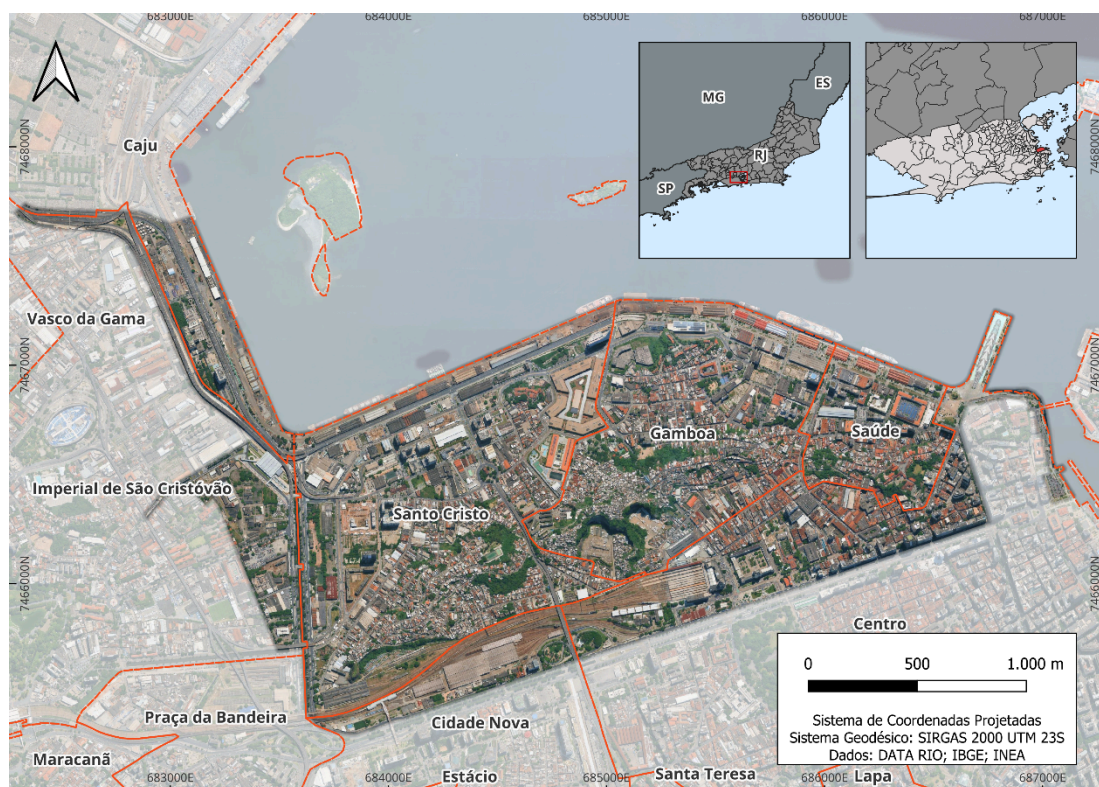 683000E
684000E
685000E
686000E
687000E
MG
ES
RJ
SP
7468000N
7468000N
Caju
Vasco da Gama
7467000N
7467000N
Gamboa
Saúde
Imperial de São Cristóvão
Santo Cristo
7466000N
7466000N
Centro
Praça da Bandeira
Cidade Nova
Maracanã
Estácio
Santa Teresa
Lapa
0 500 1.000 m
Sistema de Coordenadas Projetadas
Sistema Geodésico: SIRGAS 2000 UTM 23S
Dados: DATA RIO; IBGE; INEA
683000E
684000E
685000E
686000E
687000E